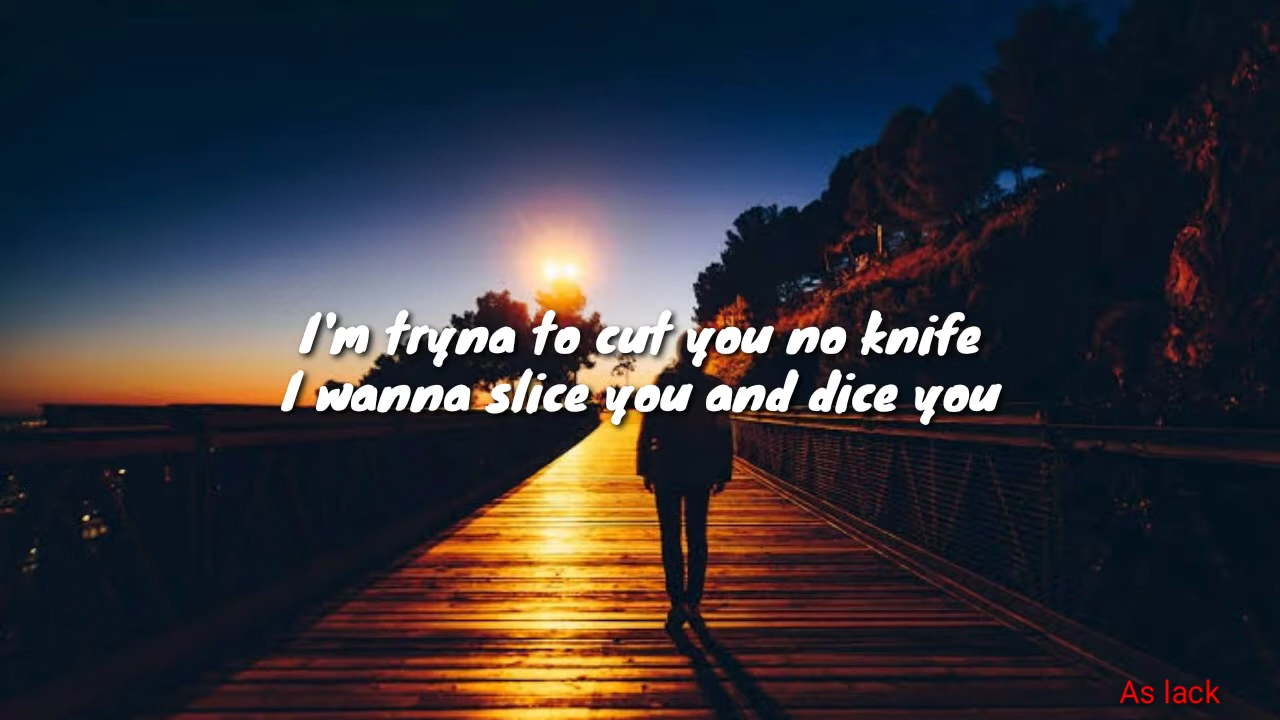 I'm tryna to cut you no knife
I wanna slice you and dice you
As lack